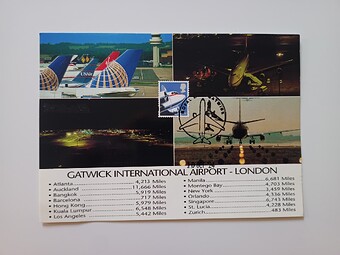 GATWICK INTERNATIONAL AIRPORT - LONDON
• Atlanta 4,213 Miles
• Auckland 11,666 Miles
• Bangkok 5,919 Miles
• Barcelona 717 Miles
• Hong Kong 5,979 Miles
• Kuala Lumpur 6,548 Miles
• Los Angeles 5,442 Miles
• Manila 6,681 Miles
• Montego Bay 4,703 Miles
• New York 3,459 Miles
• Orlando 4,336 Miles
• Singapore 6,743 Miles
• St. Lucia 4,228 Miles
• Zurich 483 Miles